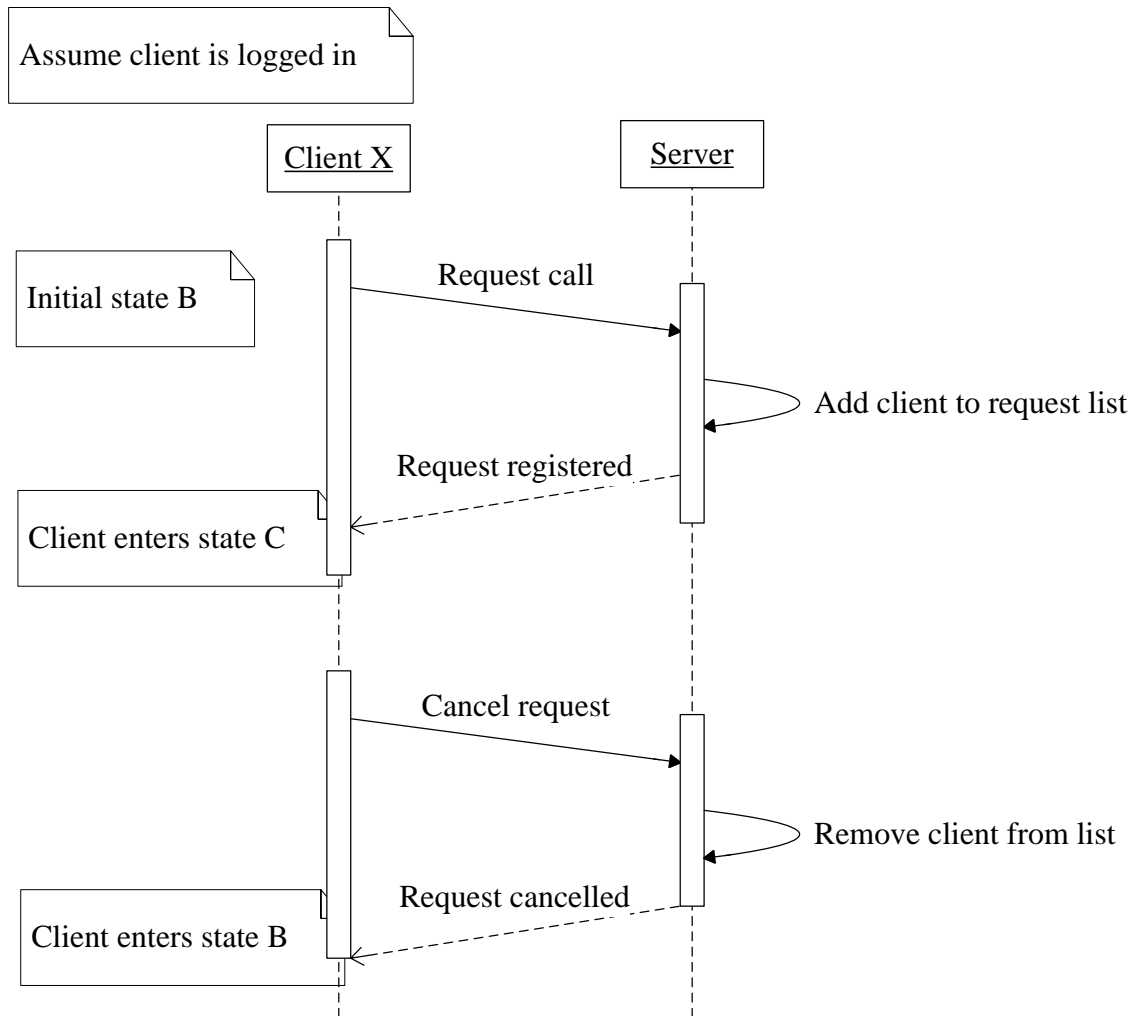 Assume client is logged in
Client X
Server
Request call
Initial state B
Add client to request list
Request registered
Client enters state C
Cancel request
Remove client from list
Request cancelled
Client enters state B